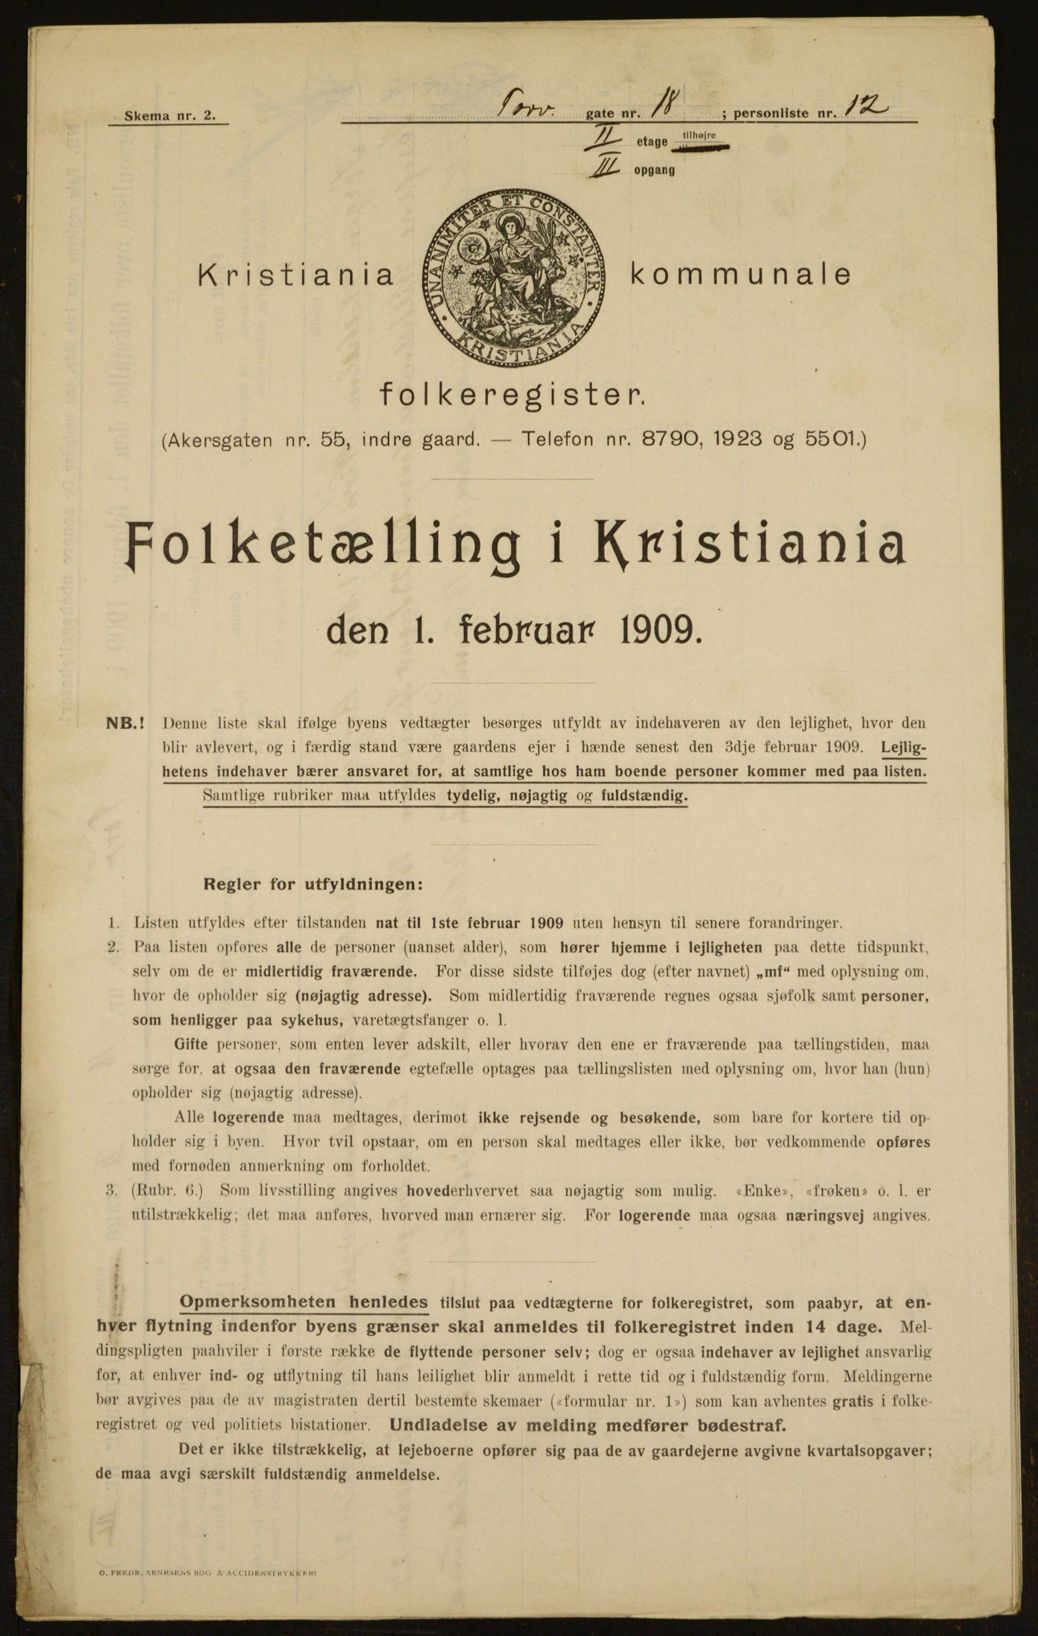 Skema nr. 2.
Torv. gate nr. 18 ; personliste nr. 12
II etage tilhøjre
III opgang
UNANIMITER ET CONSTANTER
KRISTIANIA
Kristiania kommunale
folkeregister.
(Akersgaten nr. 55, indre gaard. — Telefon nr. 8790, 1923 og 5501.)
Folketælling i Kristiania
den 1. februar 1909.
NB.! Denne liste skal ifølge byens vedtægter besørges utfyldt av indehaveren av den lejlighet, hvor den
blir avlevert, og i færdig stand være gaardens ejer i hænde senest den 3dje februar 1909. Lejlig-
hetens indehaver bærer ansvaret for, at samtlige hos ham boende personer kommer med paa listen.
Samtlige rubriker maa utfyldes tydelig, nøjagtig og fuldstændig.
Regler for utfyldningen:
1. Listen utfyldes efter tilstanden nat til 1ste februar 1909 uten hensyn til senere forandringer.
2. Paa listen opføres alle de personer (uanset alder), som hører hjemme i lejligheten paa dette tidspunkt,
selv om de er midlertidig fraværende. For disse sidste tilføjes dog (efter navnet) „mf“ med oplysning om,
hvor de opholder sig (nøjagtig adresse). Som midlertidig fraværende regnes ogsaa sjøfolk samt personer,
som henligger paa sykehus, varetægtsfanger o. l.
Gifte personer, som enten lever adskilt, eller hvorav den ene er fraværende paa tællingstiden, maa
sørge for, at ogsaa den fraværende egtefælle optages paa tællingslisten med oplysning om, hvor han (hun)
opholder sig (nøjagtig adresse).
Alle logerende maa medtages, derimot ikke rejsende og besøkende, som bare for kortere tid op-
holder sig i byen. Hvor tvil opstaar, om en person skal medtages eller ikke, bør vedkommende opføres
med fornøden anmerkning om forholdet.
3. (Rubr. 6.) Som livsstilling angives hovederhvervet saa nøjagtig som mulig. «Enke», «frøken» o. l. er
utilstrækkelig; det maa anføres, hvorved man ernærer sig. For logerende maa ogsaa næringsvej angives.
Opmerksomheten henledes tilslut paa vedtægterne for folkeregistret, som paabyr, at en-
hver flytning indenfor byens grænser skal anmeldes til folkeregistret inden 14 dage. Mel-
dingspligten paahviler i første række de flyttende personer selv; dog er ogsaa indehaver av lejlighet ansvarlig
for, at enhver ind- og utflytning til hans leilighet blir anmeldt i rette tid og i fuldstændig form. Meldingerne
bør avgives paa de av magistraten dertil bestemte skemaer («formular nr. 1») som kan avhentes gratis i folke-
registret og ved politiets bistationer. Undladelse av melding medfører bødestraf.
Det er ikke tilstrækkelig, at lejeboerne opfører sig paa de av gaardejerne avgivne kvartalsopgaver;
de maa avgi særskilt fuldstændig anmeldelse.
O. FREDR. ARNESENS BOG- & ACCIDENSTRYKKERI